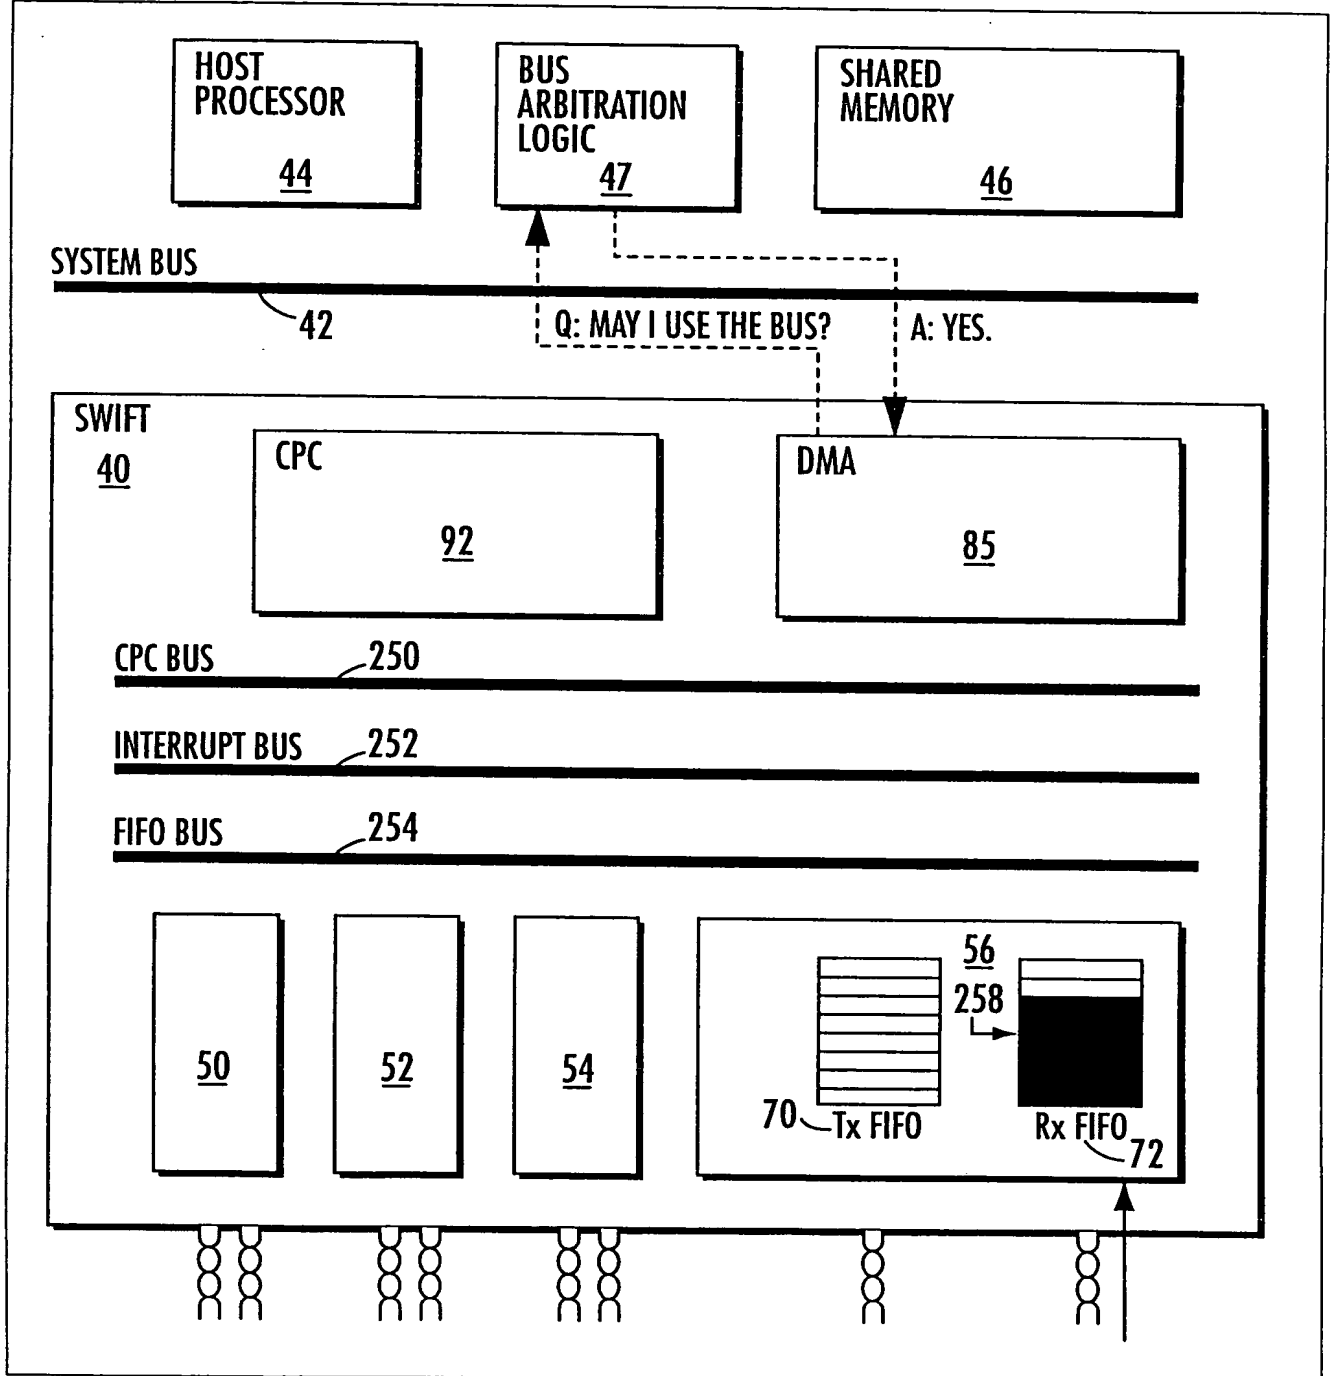 HOST
PROCESSOR
44
BUS
ARBITRATION
LOGIC
47
SHARED
MEMORY
46
SYSTEM BUS
42
Q: MAY I USE THE BUS?
A: YES.
SWIFT
40
CPC
92
DMA
85
CPC BUS
250
INTERRUPT BUS
252
FIFO BUS
254
50
52
54
56
258
70
Tx FIFO
Rx FIFO
72